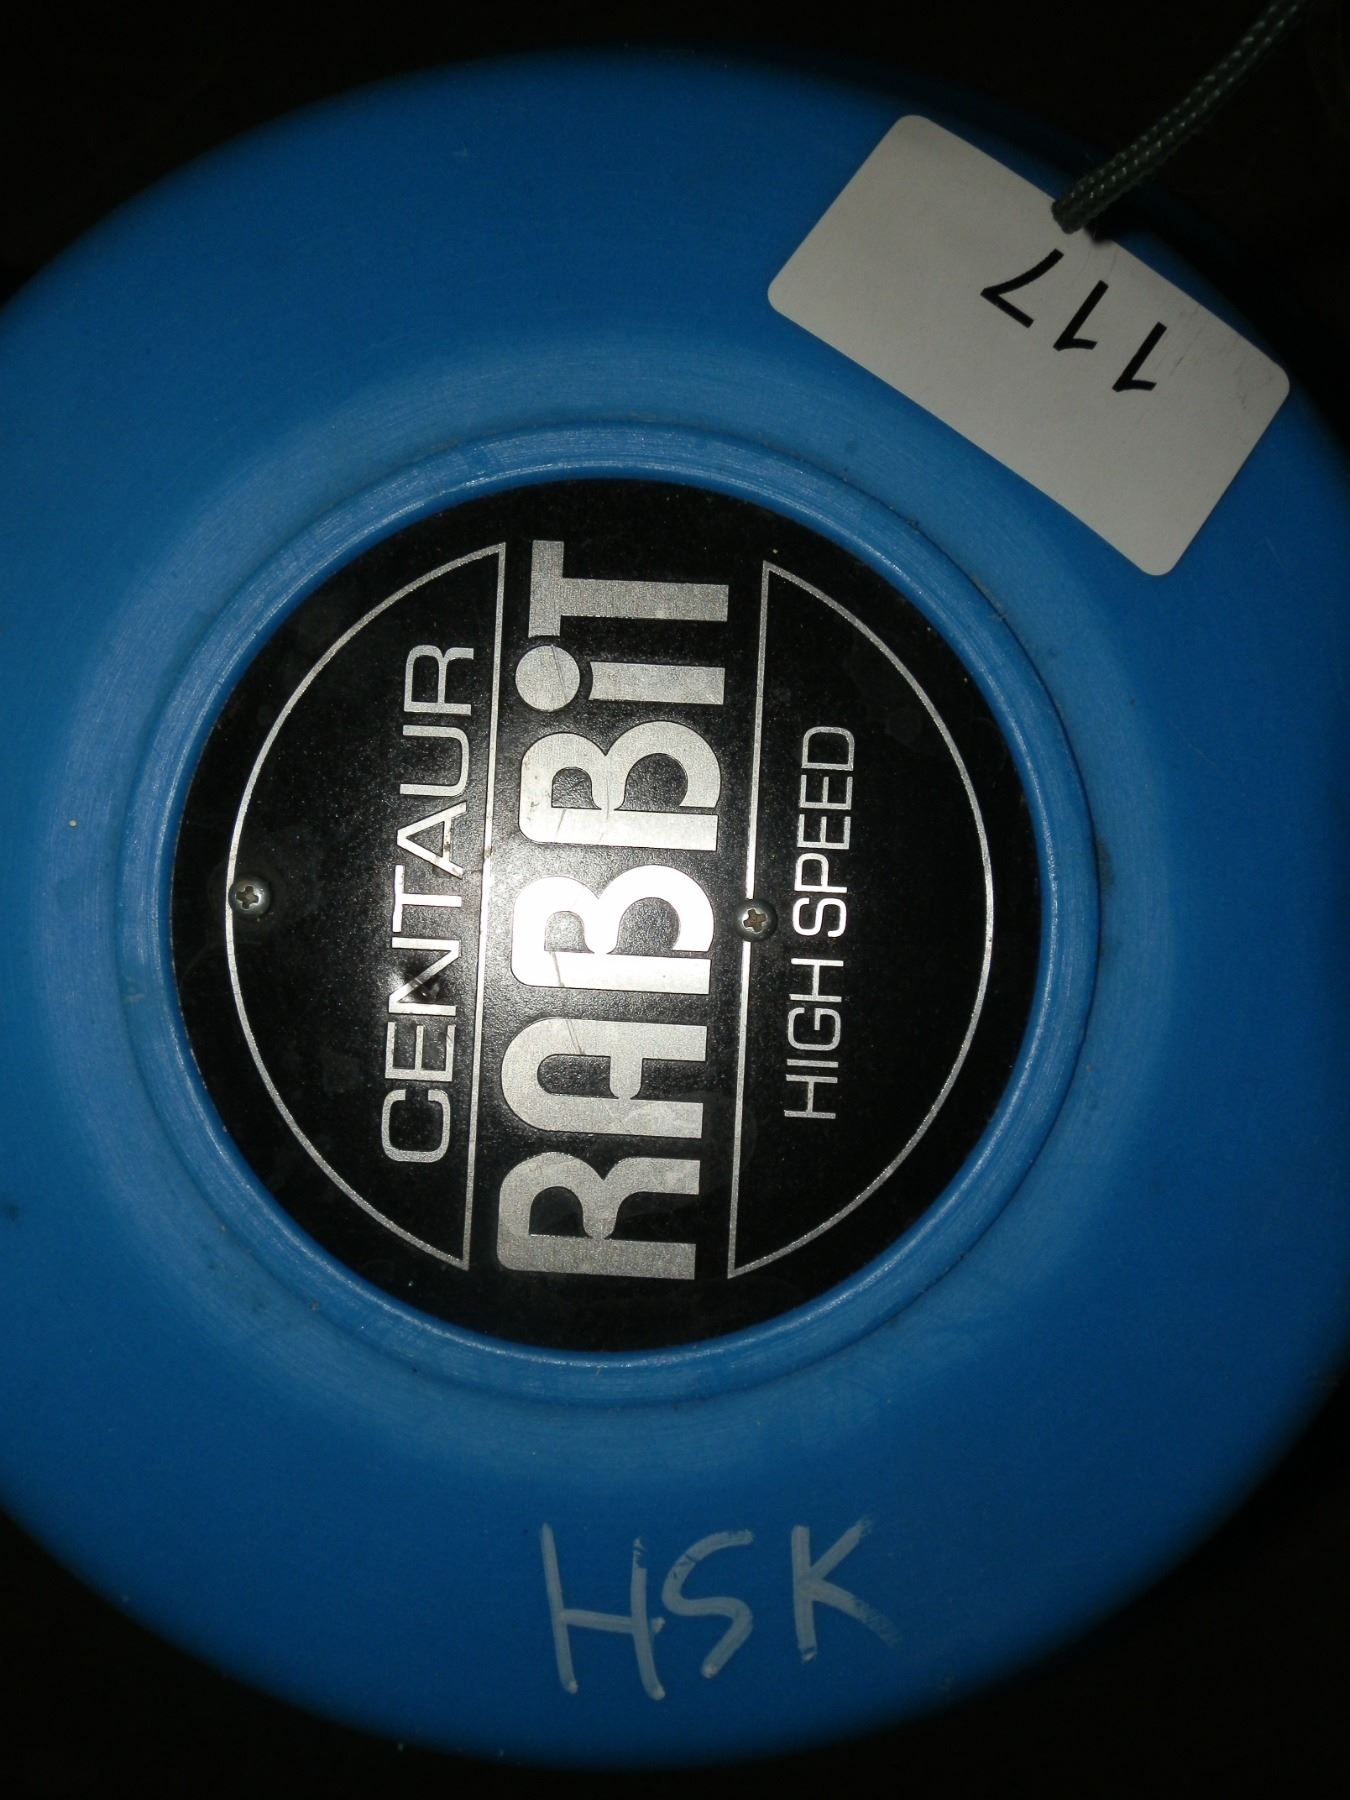 CENTAUR
RABBiT
HIGH SPEED
117
HSK